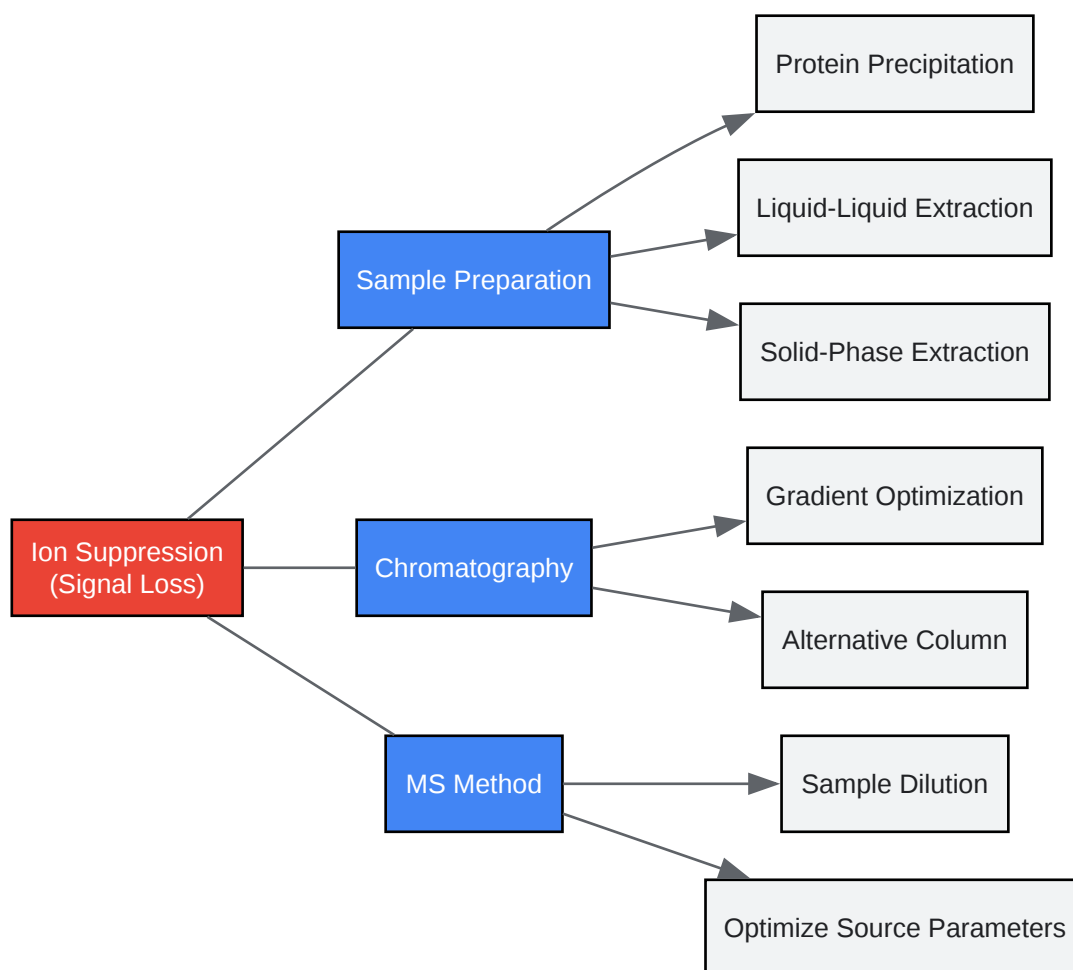 Protein Precipitation
Liquid-Liquid Extraction
Sample Preparation
Solid-Phase Extraction
Gradient Optimization
Ion Suppression
(Signal Loss)
Chromatography
Alternative Column
MS Method
Sample Dilution
Optimize Source Parameters